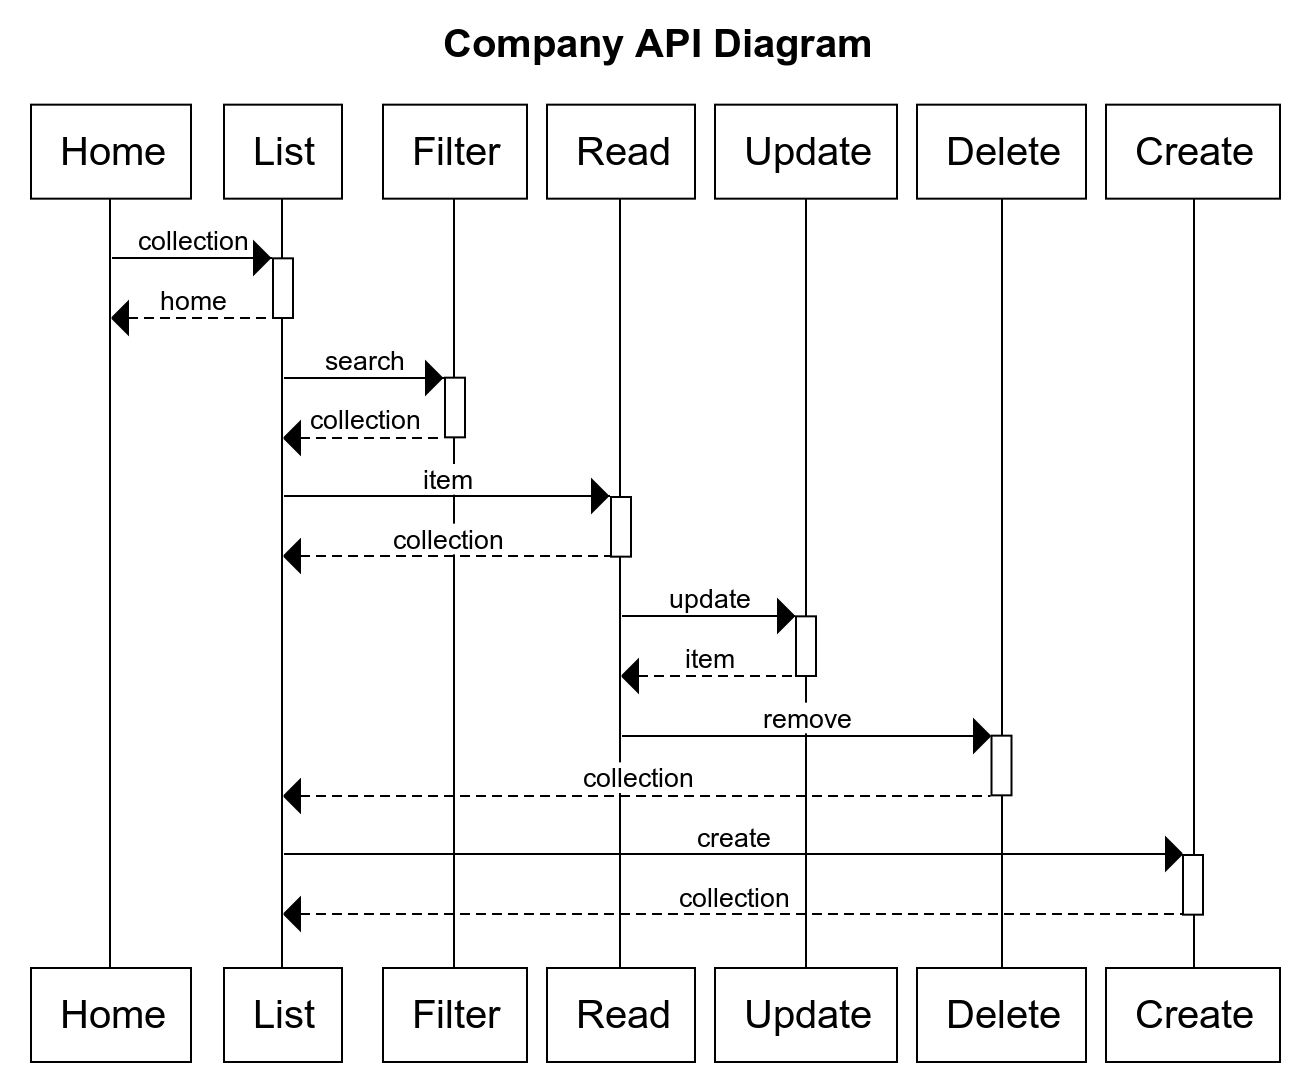 Company API Diagram
Home List Filter Read Update Delete Create
collection
home
search
collection
item
collection
update
item
remove
collection
create
collection
Home List Filter Read Update Delete Create